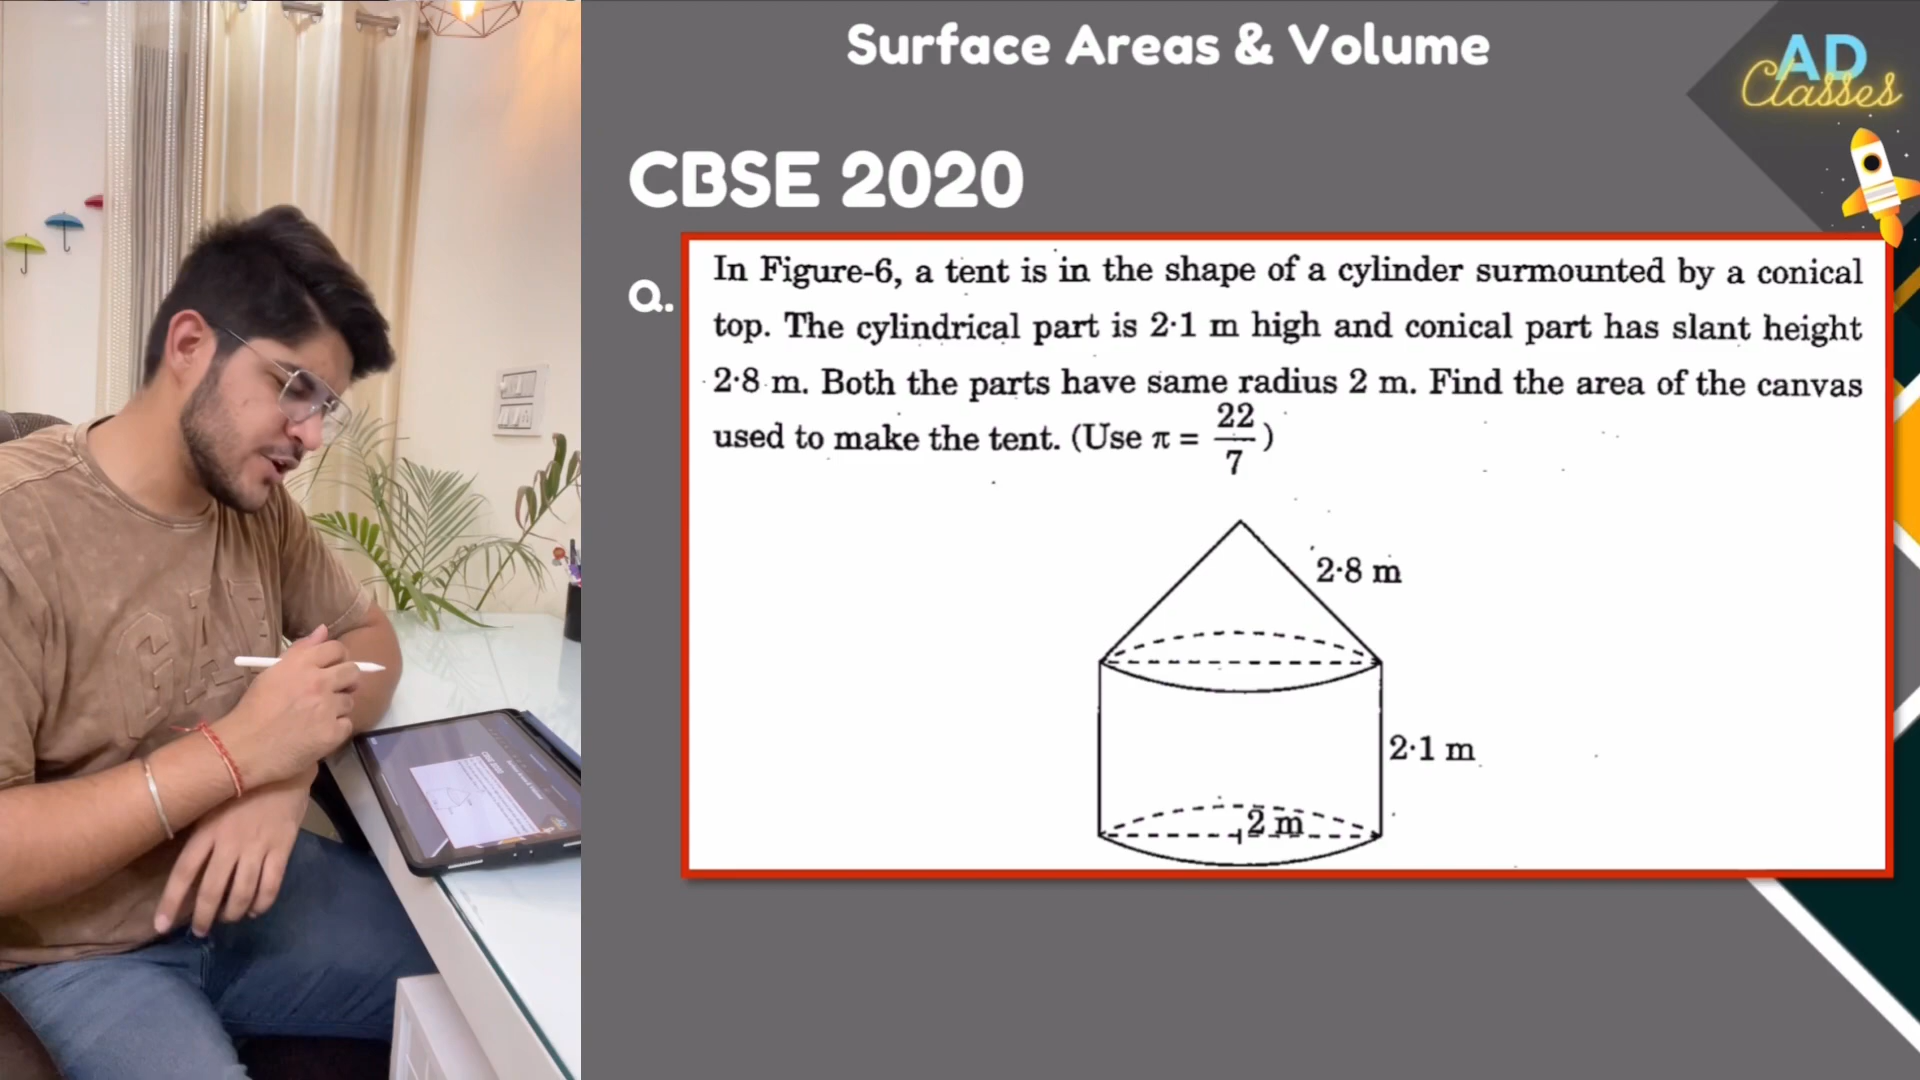 Surface Areas & Volume
AD
Classes
CBSE 2020
Q.
In Figure-6, a tent is in the shape of a cylinder surmounted by a conical
top. The cylindrical part is 2·1 m high and conical part has slant height
2·8 m. Both the parts have same radius 2 m. Find the area of the canvas
used to make the tent. (Use π = 22/7)
2·8 m
2·1 m
2 m